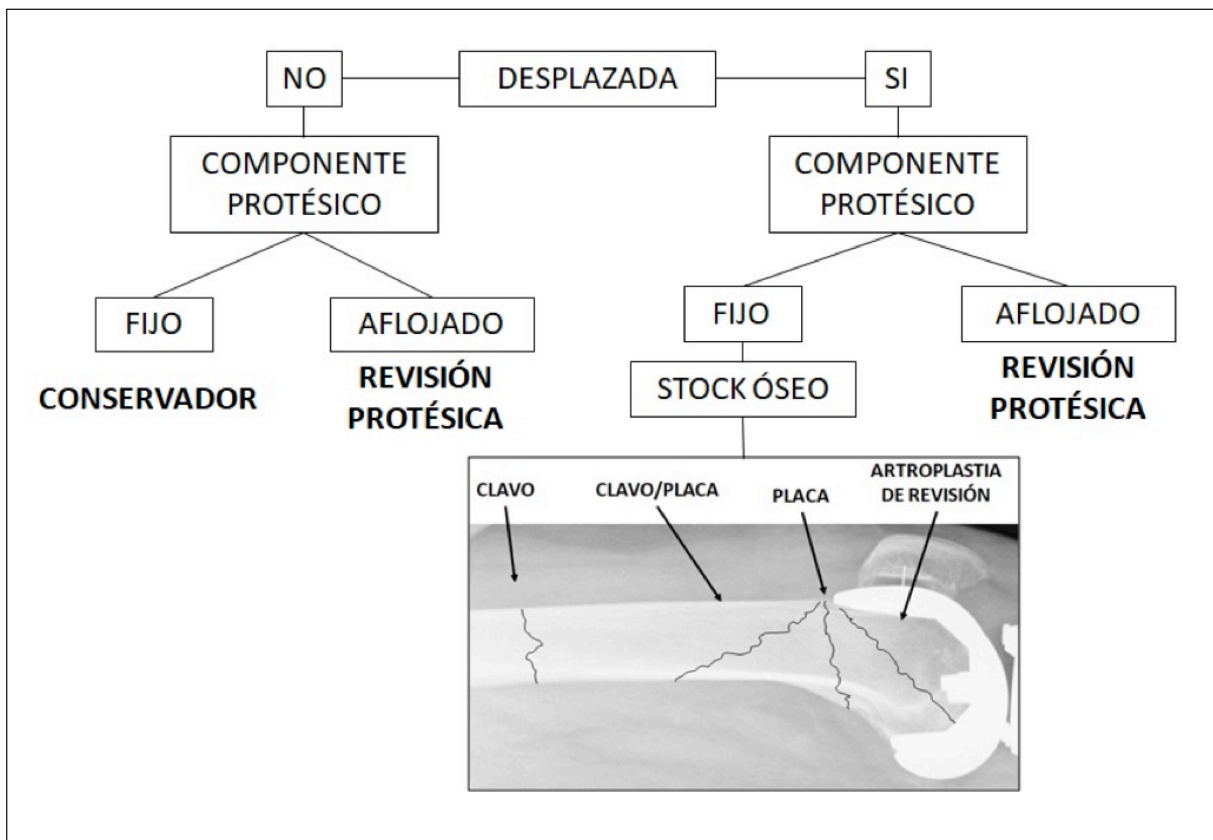 NO
DESPLAZADA
SI
COMPONENTE
PROTÉSICO
COMPONENTE
PROTÉSICO
FIJO
AFLOJADO
FIJO
AFLOJADO
CONSERVADOR
REVISIÓN
PROTÉSICA
STOCK ÓSEO
REVISIÓN
PROTÉSICA
CLAVO
CLAVO/PLACA
PLACA
ARTROPLASTIA
DE REVISIÓN